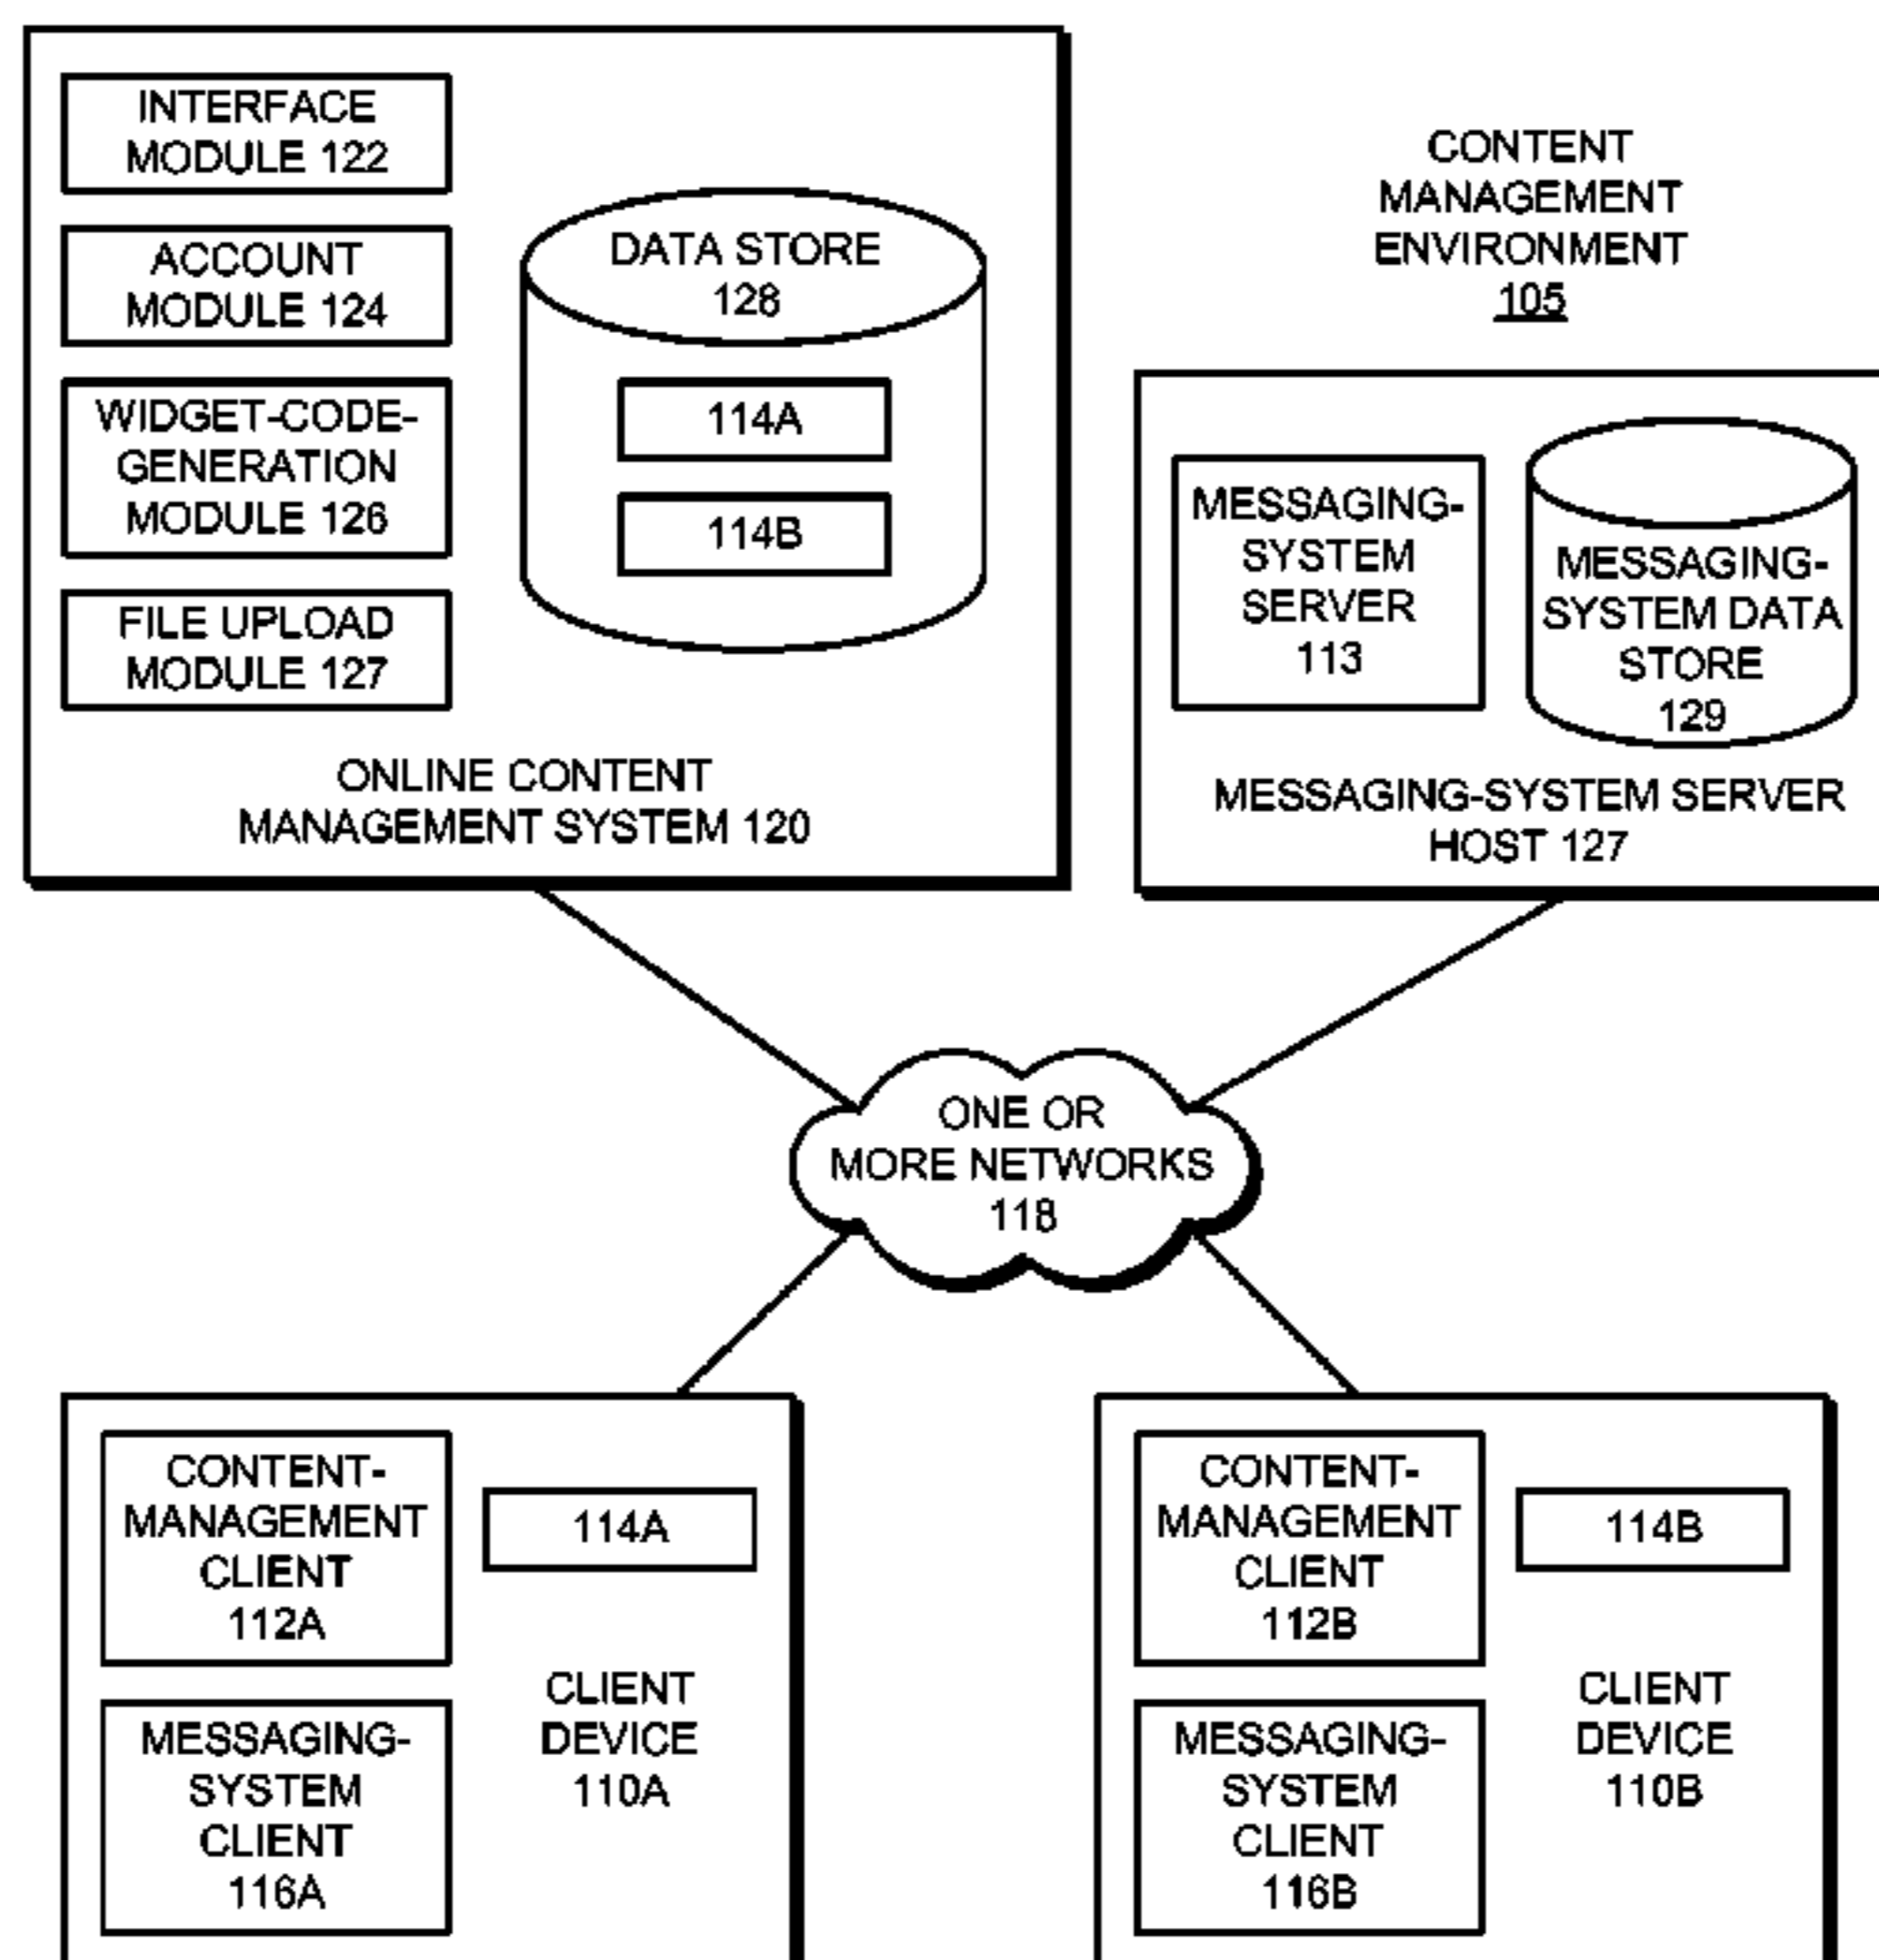 INTERFACE
MODULE 122
ACCOUNT
MODULE 124
WIDGET-CODE-
GENERATION
MODULE 126
FILE UPLOAD
MODULE 127
DATA STORE
128
114A
114B
ONLINE CONTENT
MANAGEMENT SYSTEM 120
CONTENT
MANAGEMENT
ENVIRONMENT
105
MESSAGING-
SYSTEM
SERVER
113
MESSAGING-
SYSTEM DATA
STORE
129
MESSAGING-SYSTEM SERVER
HOST 127
ONE OR
MORE NETWORKS
118
CONTENT-
MANAGEMENT
CLIENT
112A
114A
MESSAGING-
SYSTEM
CLIENT
116A
CLIENT
DEVICE
110A
CONTENT-
MANAGEMENT
CLIENT
112B
114B
MESSAGING-
SYSTEM
CLIENT
116B
CLIENT
DEVICE
110B